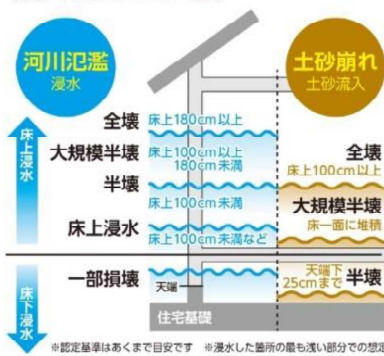 河川氾濫
浸水
土砂崩れ
土砂流入
全壊
床上180cm以上
大規模半壊
床上100cm以上
180cm未満
全壊
床上100cm以上
半壊
床上100cm未満
大規模半壊
床一面に堆積
床上浸水
床上100cm未満など
床上浸水
一部損壊
天端
天端下
25cmまで
半壊
床下浸水
住宅基礎
※認定基準はあくまで目安です ※浸水した箇所の最も浅い部分での想定